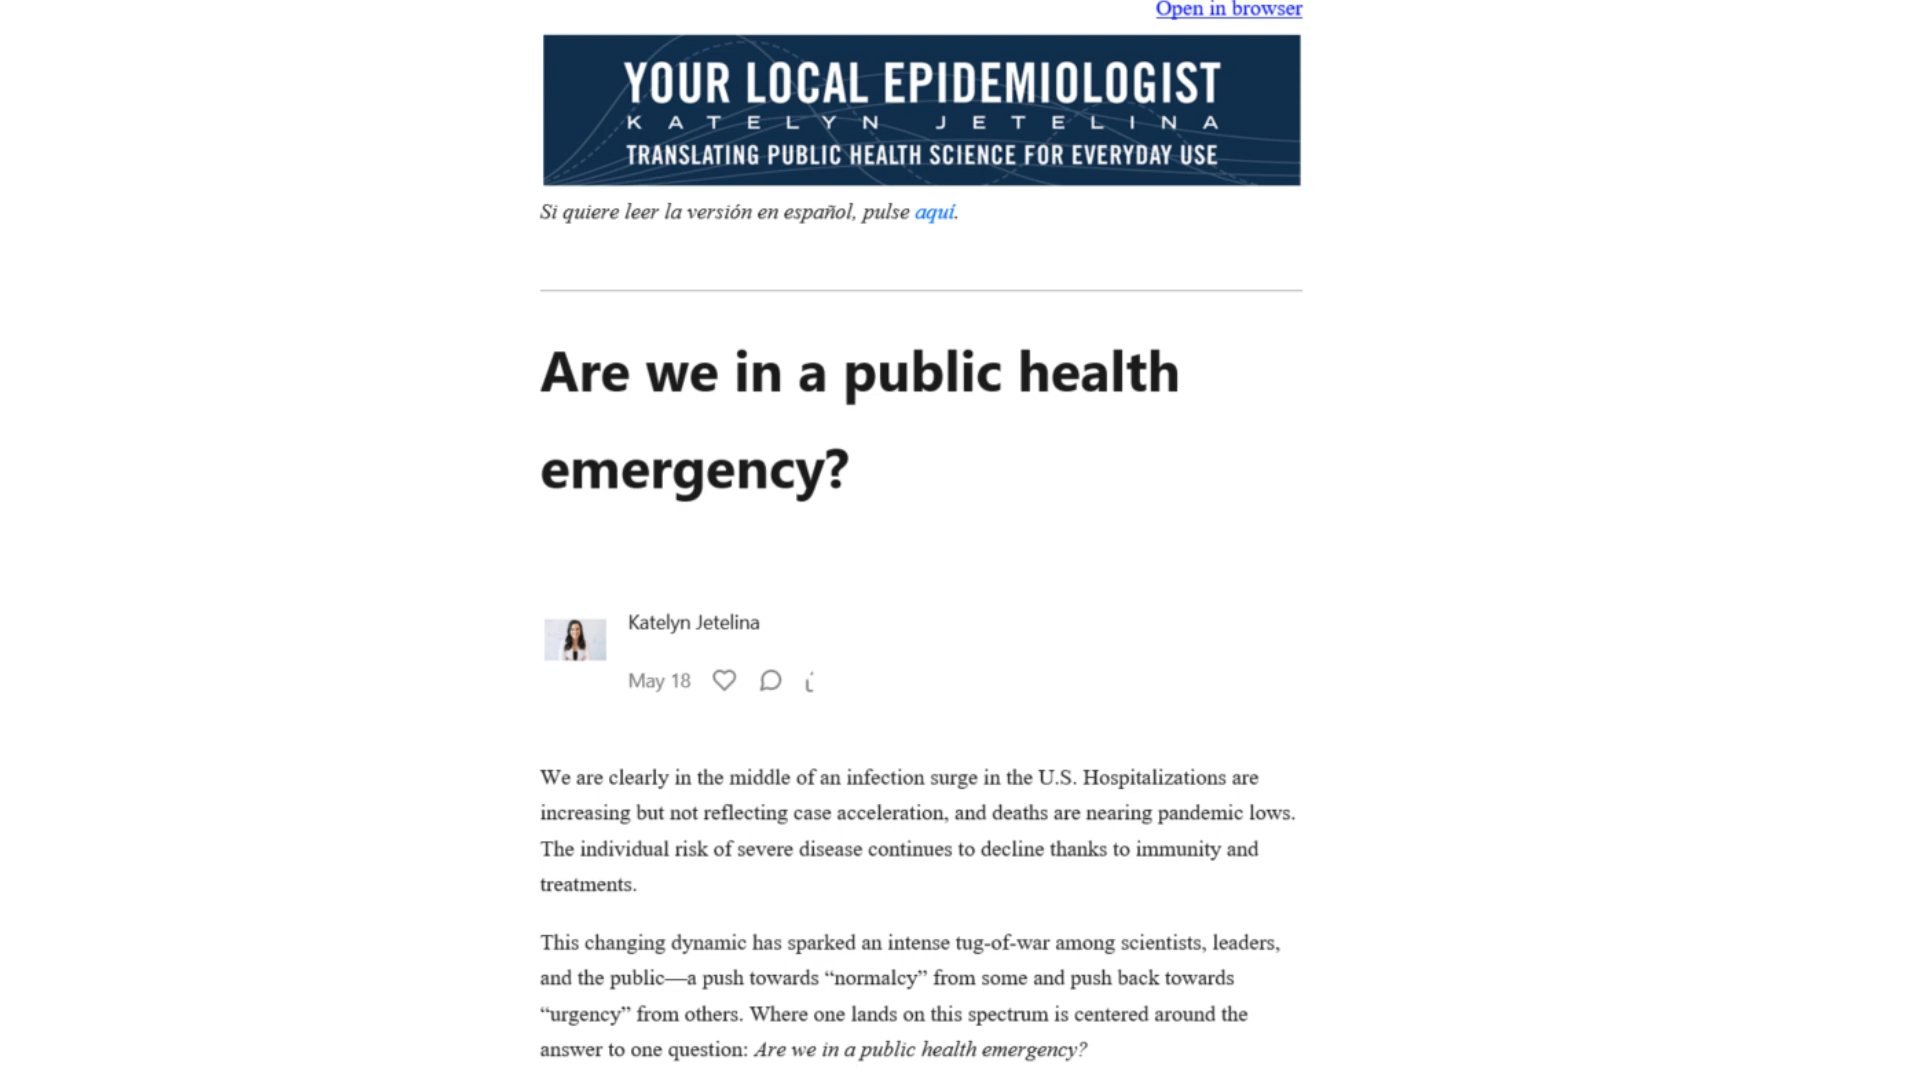 Open in browser
YOUR LOCAL EPIDEMIOLOGIST
KATELYN JETELINA
TRANSLATING PUBLIC HEALTH SCIENCE FOR EVERYDAY USE
Si quiere leer la versión en español, pulse aquí.
Are we in a public health
emergency?
Katelyn Jetelina
May 18
We are clearly in the middle of an infection surge in the U.S. Hospitalizations are
increasing but not reflecting case acceleration, and deaths are nearing pandemic lows.
The individual risk of severe disease continues to decline thanks to immunity and
treatments.
This changing dynamic has sparked an intense tug-of-war among scientists, leaders,
and the public—a push towards “normalcy” from some and push back towards
“urgency” from others. Where one lands on this spectrum is centered around the
answer to one question: Are we in a public health emergency?